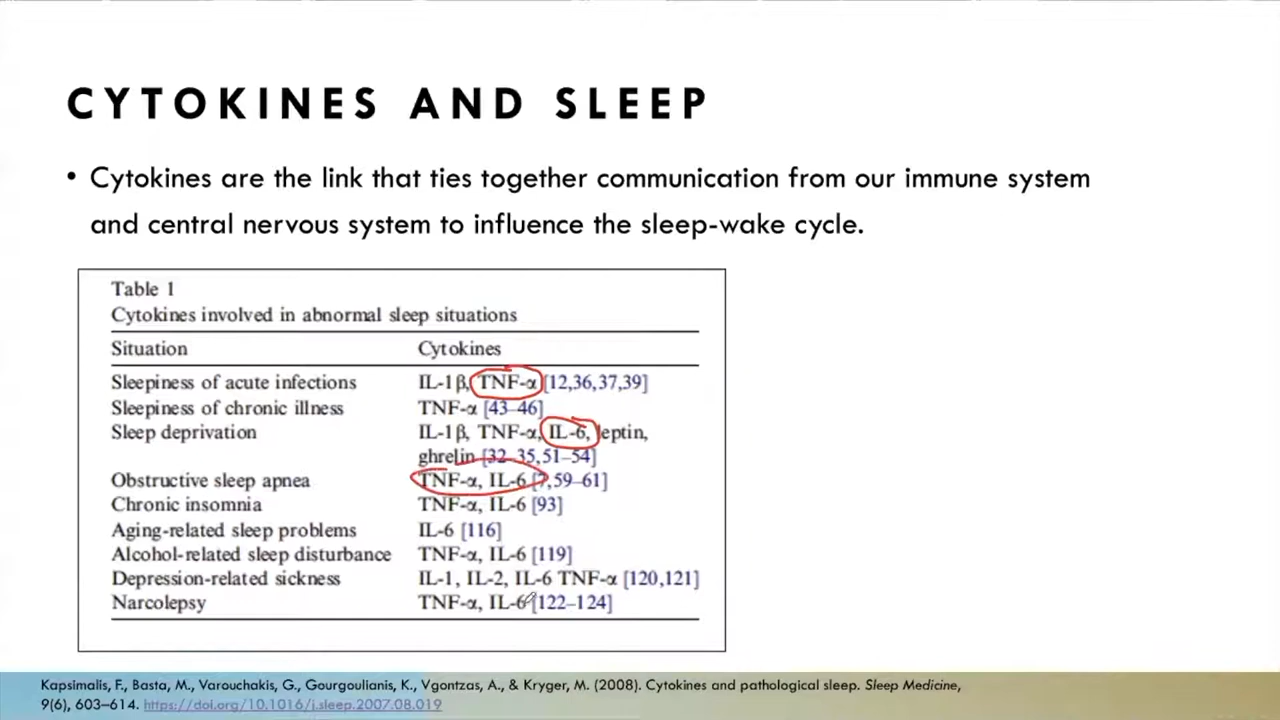 CYTOKINES AND SLEEP
• Cytokines are the link that ties together communication from our immune system
and central nervous system to influence the sleep-wake cycle.
Table 1
Cytokines involved in abnormal sleep situations
Situation Cytokines
Sleepiness of acute infections IL-1β, TNF-α [12,36,37,39]
Sleepiness of chronic illness TNF-α [43–46]
Sleep deprivation IL-1β, TNF-α, IL-6, leptin,
ghrelin [32–35,51–54]
Obstructive sleep apnea TNF-α, IL-6 [7,59–61]
Chronic insomnia TNF-α, IL-6 [93]
Aging-related sleep problems IL-6 [116]
Alcohol-related sleep disturbance TNF-α, IL-6 [119]
Depression-related sickness IL-1, IL-2, IL-6 TNF-α [120,121]
Narcolepsy TNF-α, IL-6 [122–124]
Kapsimalis, F., Basta, M., Varouchakis, G., Gourgoulianis, K., Vgontzas, A., & Kryger, M. (2008). Cytokines and pathological sleep. Sleep Medicine,
9(6), 603–614. https://doi.org/10.1016/j.sleep.2007.08.019